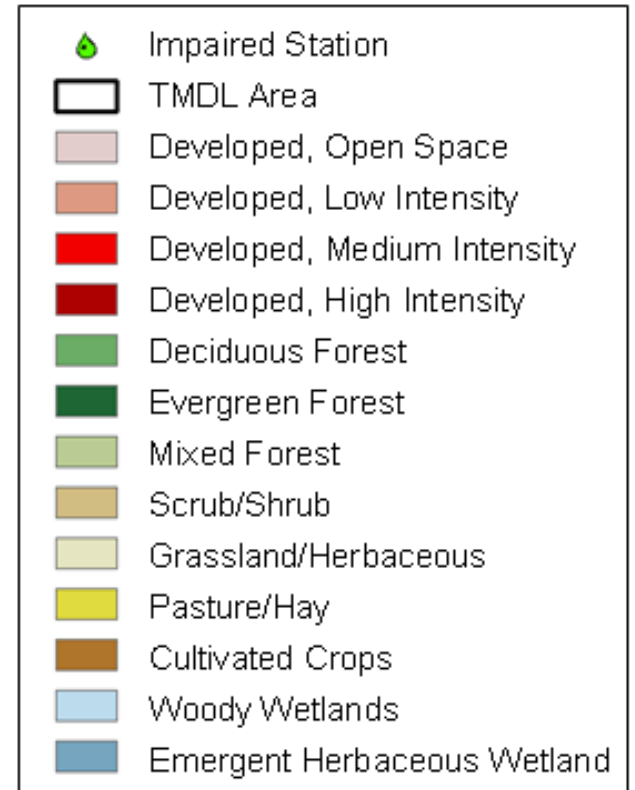 Impaired Station
TMDL Area
Developed, Open Space
Developed, Low Intensity
Developed, Medium Intensity
Developed, High Intensity
Deciduous Forest
Evergreen Forest
Mixed Forest
Scrub/Shrub
Grassland/Herbaceous
Pasture/Hay
Cultivated Crops
Woody Wetlands
Emergent Herbaceous Wetland